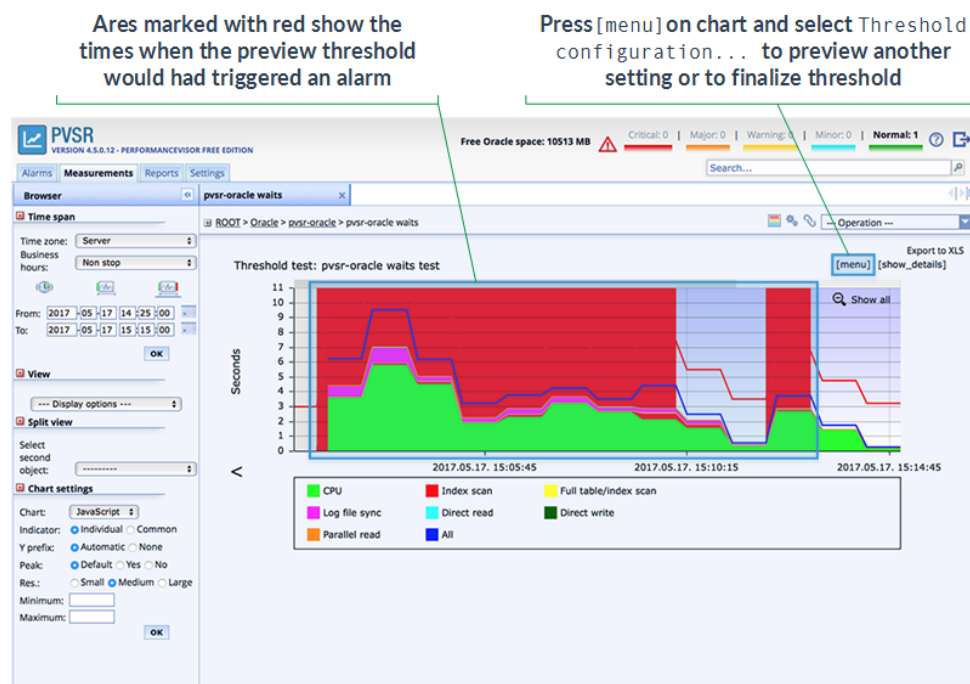 Ares marked with red show the
times when the preview threshold
would had triggered an alarm
Press [menu] on chart and select Threshold
configuration... to preview another
setting or to finalize threshold
PVSR
VERSION 4.5.0.12 - PERFORMANCEVISOR FREE EDITION
Free Oracle space: 10513 MB
Critical: 0 | Major: 0 | Warning: 0 | Minor: 0 | Normal: 1
Alarms Measurements Reports Settings
Search...
Browser
pvsr-oracle waits x
Time span
ROOT > Oracle > pvsr-oracle > pvsr-oracle waits
--- Operation ---
Time zone: Server
Business
hours: Non stop
Export to XLS
[menu] [show_details]
Threshold test: pvsr-oracle waits test
From: 2017 -05 -17 14 :25 :00
To: 2017 -05 -17 15 :15 :00
OK
View
--- Display options ---
Split view
Select
second
object: ---------
Chart settings
Chart: JavaScript
Indicator: Individual Common
Y prefix: Automatic None
Peak: Default Yes No
Res.: Small Medium Large
Minimum:
Maximum:
OK
Show all
Seconds
11
10
9
8
7
6
5
4
3
2
1
0
<
2017.05.17. 15:05:45
2017.05.17. 15:10:15
2017.05.17. 15:14:45
CPU Index scan Full table/index scan
Log file sync Direct read Direct write
Parallel read All